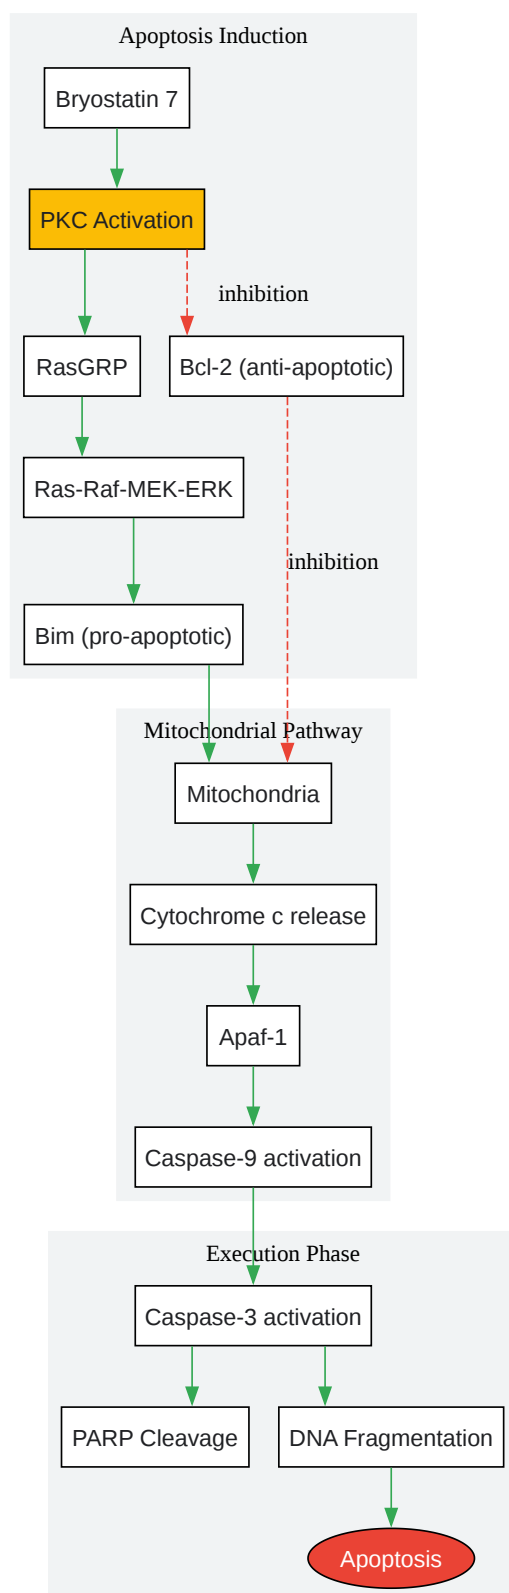 Apoptosis Induction
Bryostatin 7
PKC Activation
inhibition
RasGRP
Bcl-2 (anti-apoptotic)
Ras-Raf-MEK-ERK
inhibition
Bim (pro-apoptotic)
Mitochondrial Pathway
Mitochondria
Cytochrome c release
Apaf-1
Caspase-9 activation
Execution Phase
Caspase-3 activation
PARP Cleavage
DNA Fragmentation
Apoptosis